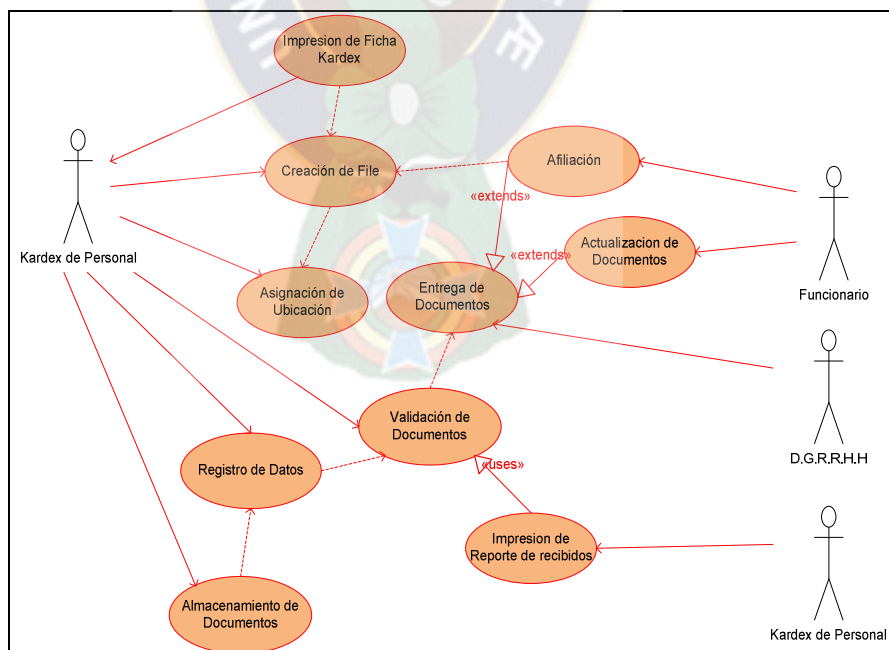 Impresion de Ficha
Kardex
Creación de File
Afiliación
«extends»
Actualizacion de
Documentos
«extends»
Kardex de Personal
Asignación de
Ubicación
Entrega de
Documentos
Funcionario
Validación de
Documentos
D.G.R.R.H.H
Registro de Datos
«uses»
Impresion de
Reporte de recibidos
Almacenamiento de
Documentos
Kardex de Personal